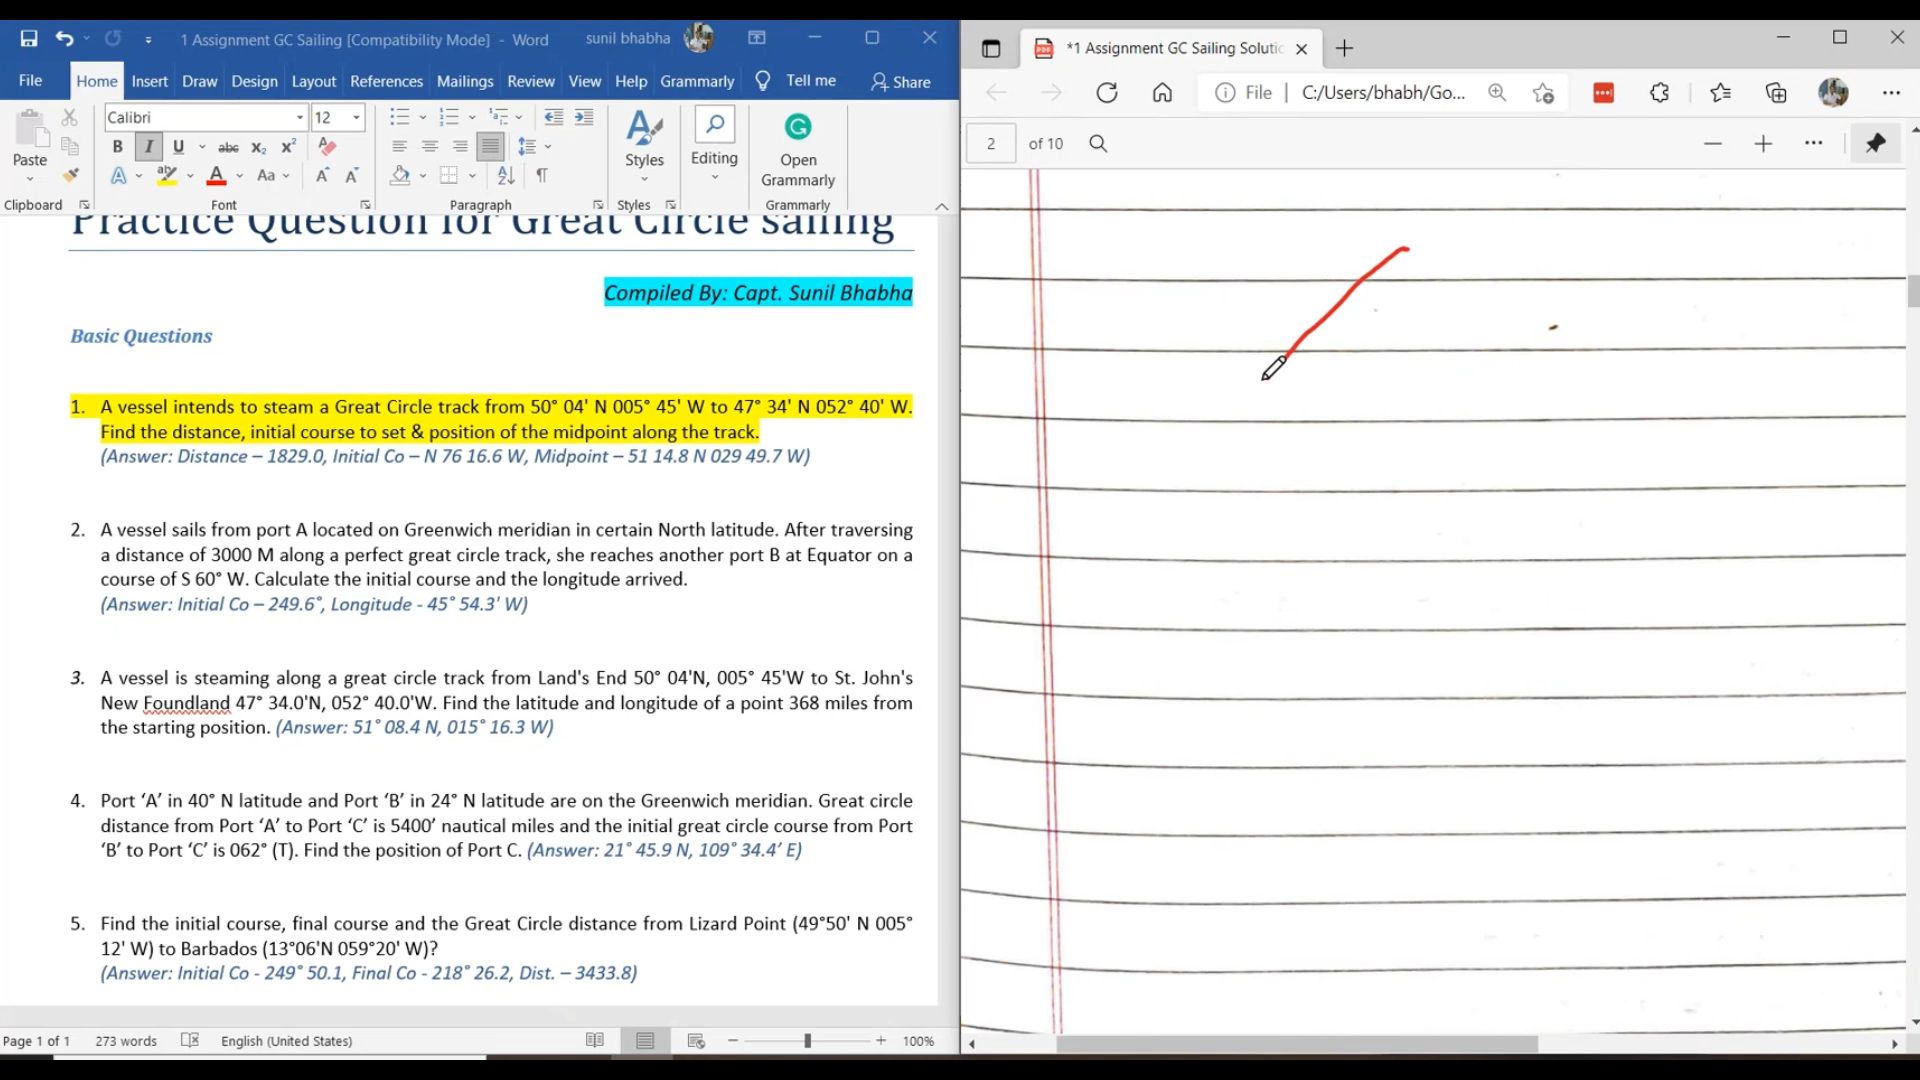 1 Assignment GC Sailing [Compatibility Mode] - Word
sunil bhabha
File Home Insert Draw Design Layout References Mailings Review View Help Grammarly Tell me Share
Paste
Calibri 12
B I U abc x₂ x²
A ab A Aa A A
Styles
Editing
Open
Grammarly
Clipboard Font Paragraph Styles Grammarly
Practice Question for Great Circle sailing
Compiled By: Capt. Sunil Bhabha
Basic Questions
1. A vessel intends to steam a Great Circle track from 50° 04' N 005° 45' W to 47° 34' N 052° 40' W.
Find the distance, initial course to set & position of the midpoint along the track.
(Answer: Distance – 1829.0, Initial Co – N 76 16.6 W, Midpoint – 51 14.8 N 029 49.7 W)
2. A vessel sails from port A located on Greenwich meridian in certain North latitude. After traversing
a distance of 3000 M along a perfect great circle track, she reaches another port B at Equator on a
course of S 60° W. Calculate the initial course and the longitude arrived.
(Answer: Initial Co – 249.6°, Longitude - 45° 54.3' W)
3. A vessel is steaming along a great circle track from Land's End 50° 04'N, 005° 45'W to St. John's
New Foundland 47° 34.0'N, 052° 40.0'W. Find the latitude and longitude of a point 368 miles from
the starting position. (Answer: 51° 08.4 N, 015° 16.3 W)
4. Port ‘A’ in 40° N latitude and Port ‘B’ in 24° N latitude are on the Greenwich meridian. Great circle
distance from Port ‘A’ to Port ‘C’ is 5400’ nautical miles and the initial great circle course from Port
‘B’ to Port ‘C’ is 062° (T). Find the position of Port C. (Answer: 21° 45.9 N, 109° 34.4’ E)
5. Find the initial course, final course and the Great Circle distance from Lizard Point (49°50' N 005°
12' W) to Barbados (13°06'N 059°20' W)?
(Answer: Initial Co - 249° 50.1, Final Co - 218° 26.2, Dist. – 3433.8)
Page 1 of 1 273 words English (United States) 100%
PDF *1 Assignment GC Sailing Solutic
File C:/Users/bhabh/Go...
2 of 10